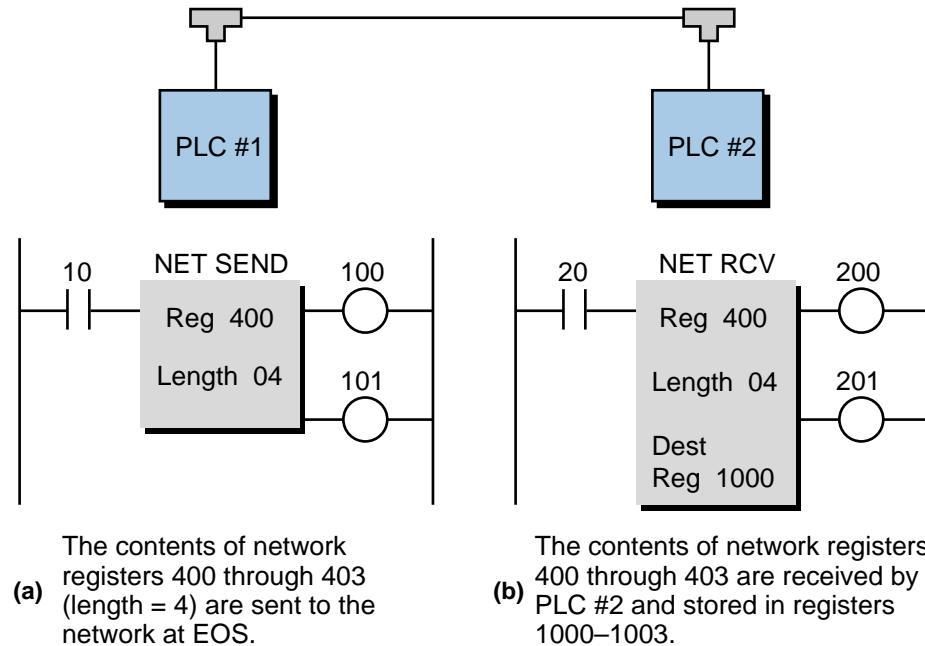 PLC #1
PLC #2
NET SEND
10
100
Reg 400
Length 04
101
NET RCV
20
200
Reg 400
Length 04
201
Dest
Reg 1000
(a)
The contents of network
registers 400 through 403
(length = 4) are sent to the
network at EOS.
(b)
The contents of network registers
400 through 403 are received by
PLC #2 and stored in registers
1000–1003.